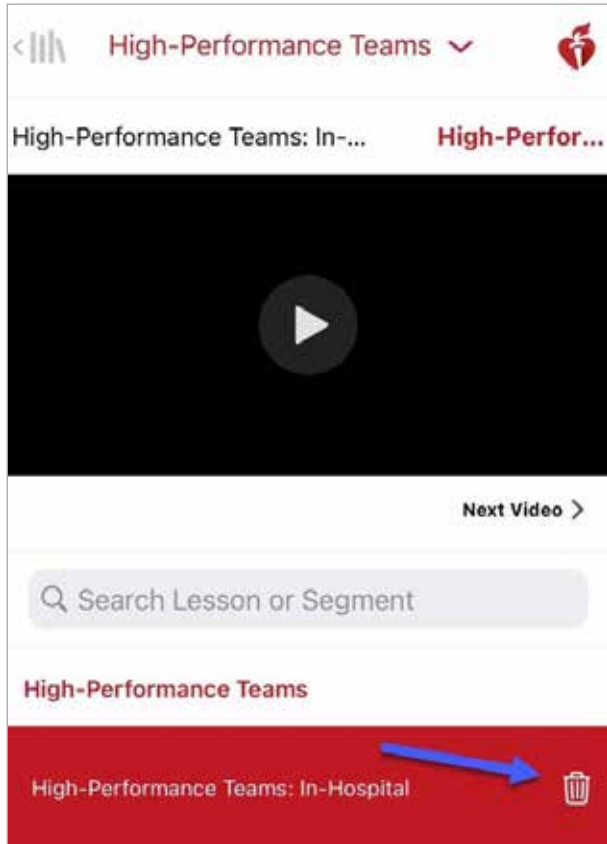 High-Performance Teams
High-Performance Teams: In-...
High-Perfor...
Next Video
Search Lesson or Segment
High-Performance Teams
High-Performance Teams: In-Hospital